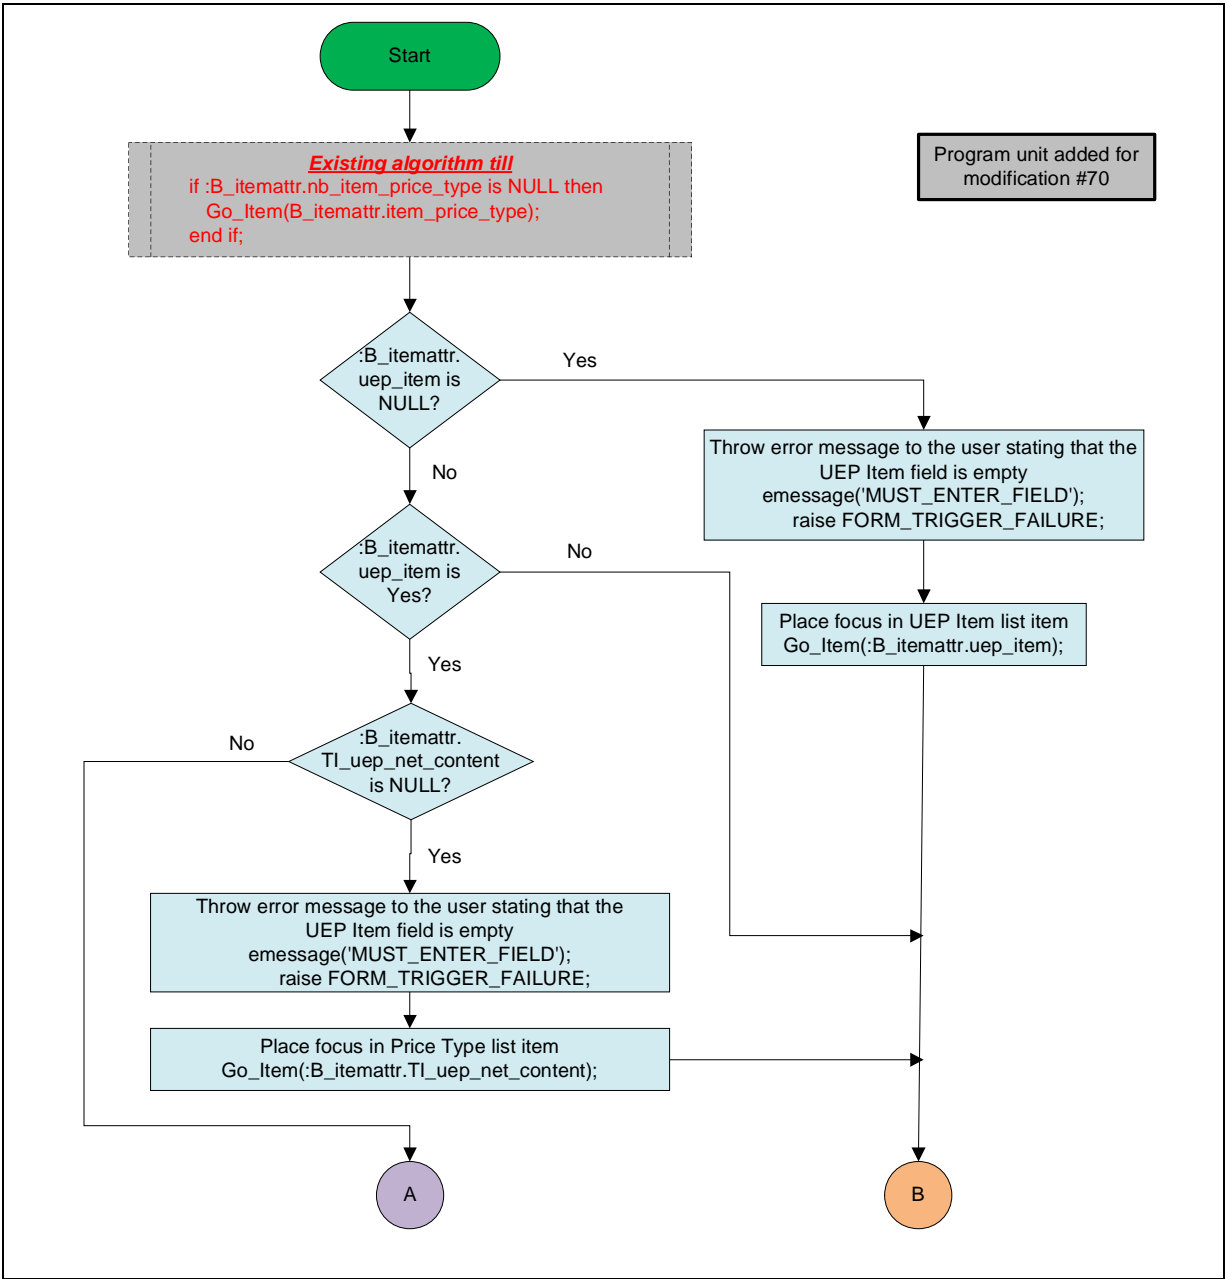 Start
Existing algorithm till
if :B_itemattr.nb_item_price_type is NULL then
Go_Item(B_itemattr.item_price_type);
end if;
Program unit added for
modification #70
:B_itemattr.
uep_item is
NULL?
Yes
No
Throw error message to the user stating that the
UEP Item field is empty
emessage('MUST_ENTER_FIELD');
raise FORM_TRIGGER_FAILURE;
:B_itemattr.
uep_item is
Yes?
No
Yes
Place focus in UEP Item list item
Go_Item(:B_itemattr.uep_item);
:B_itemattr.
TI_uep_net_content
is NULL?
No
Yes
Throw error message to the user stating that the
UEP Item field is empty
emessage('MUST_ENTER_FIELD');
raise FORM_TRIGGER_FAILURE;
Place focus in Price Type list item
Go_Item(:B_itemattr.TI_uep_net_content);
A
B